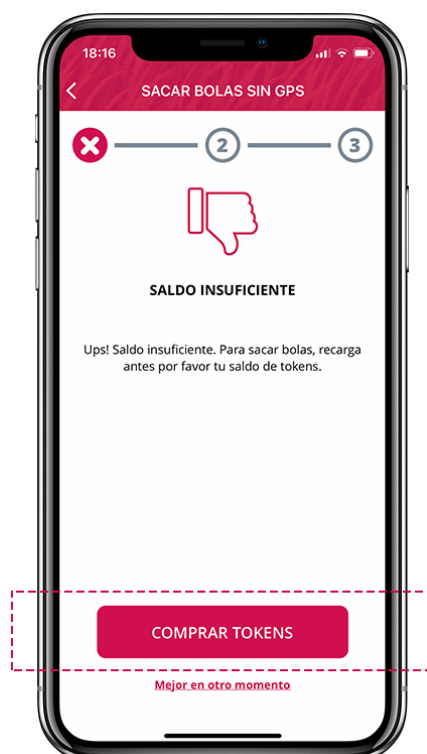 18:16
SACAR BOLAS SIN GPS
2
3
SALDO INSUFICIENTE
Ups! Saldo insuficiente. Para sacar bolas, recarga
antes por favor tu saldo de tokens.
COMPRAR TOKENS
Mejor en otro momento